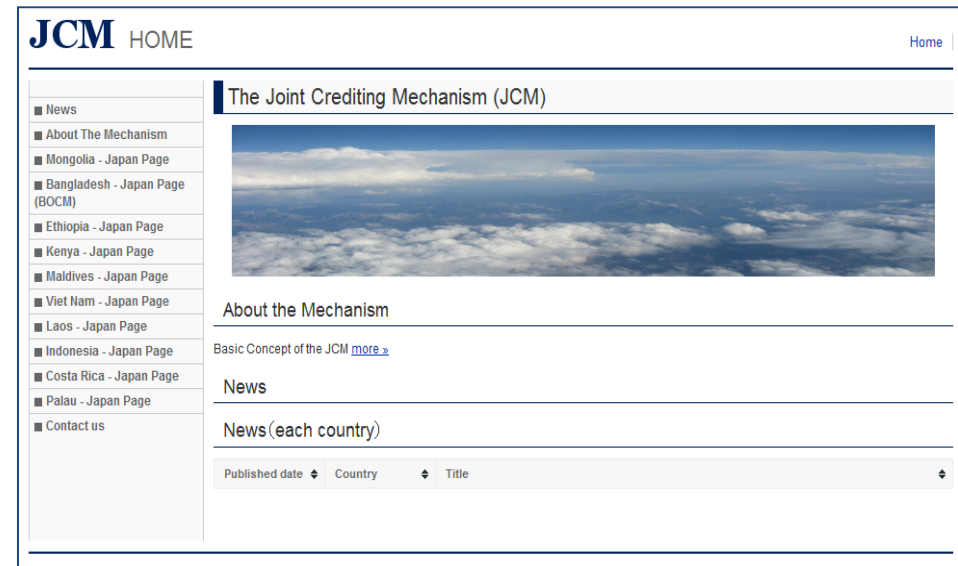 JCM HOME
Home
News
About The Mechanism
Mongolia - Japan Page
Bangladesh - Japan Page
(BOCM)
Ethiopia - Japan Page
Kenya - Japan Page
Maldives - Japan Page
Viet Nam - Japan Page
Laos - Japan Page
Indonesia - Japan Page
Costa Rica - Japan Page
Palau - Japan Page
Contact us
The Joint Crediting Mechanism (JCM)
About the Mechanism
Basic Concept of the JCM more »
News
News(each country)
Published date Country Title